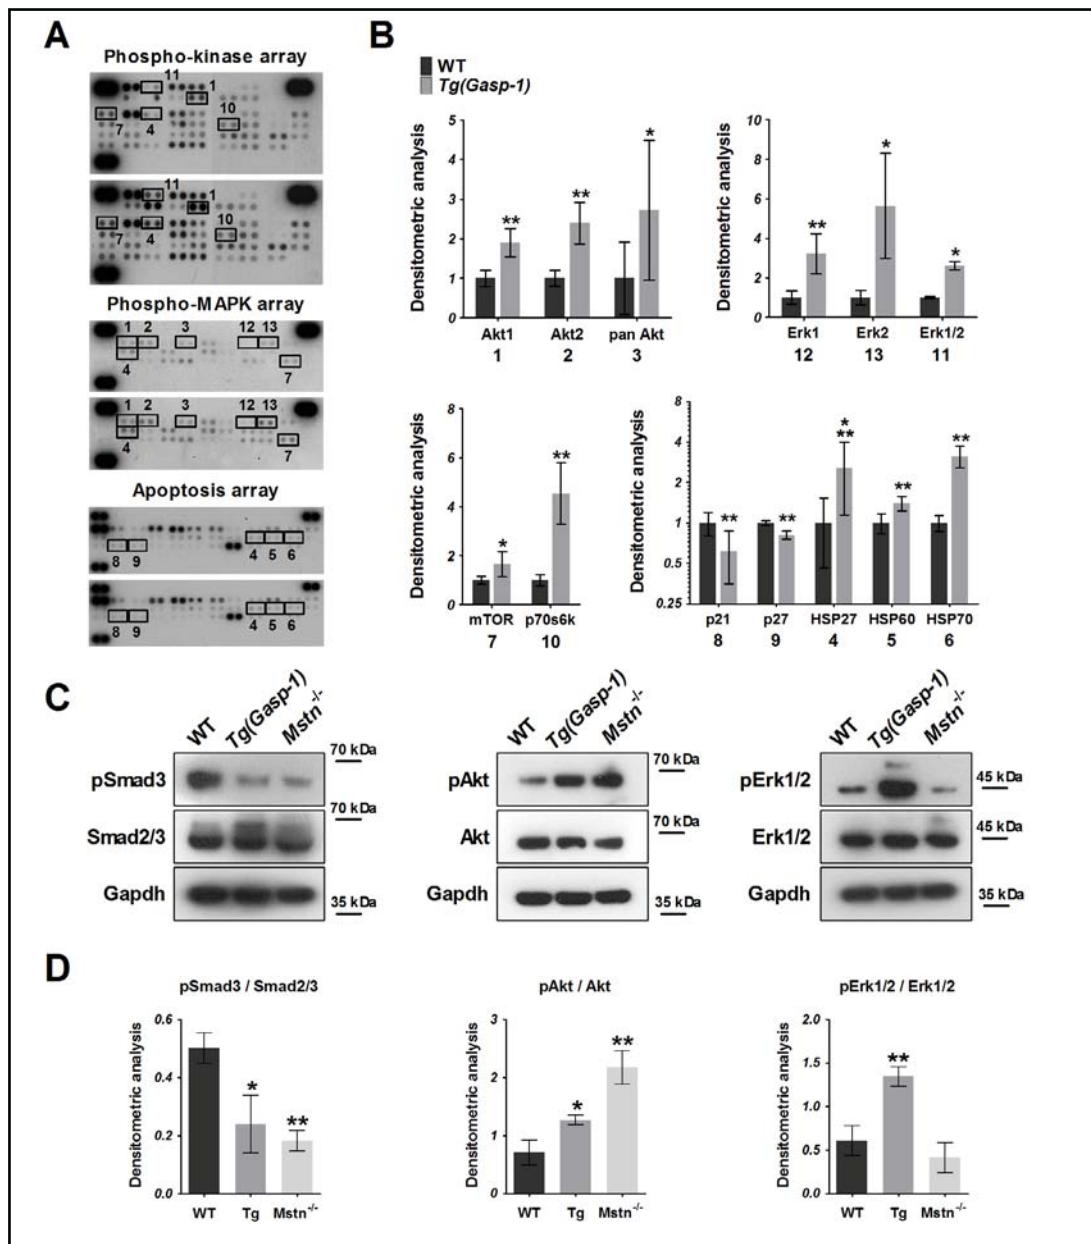 A
Phospho-kinase array
11
1
10
7
4
11
1
10
7
4
Phospho-MAPK array
1
2
3
12
13
4
7
1
2
3
12
13
4
7
Apoptosis array
8
9
4
5
6
8
9
4
5
6
B
WT
Tg(Gasp-1)
Densitometric analysis
5
4
3
2
1
0
**
**
*
Akt1
Akt2
pan Akt
1
2
3
Densitometric analysis
10
8
6
4
2
0
**
*
*
Erk1
Erk2
Erk1/2
12
13
11
Densitometric analysis
8
6
4
2
0
*
**
mTOR
p70s6k
7
10
Densitometric analysis
8
4
2
1
0.5
0.25
**
**
*
**
**
**
p21
p27
HSP27
HSP60
HSP70
8
9
4
5
6
C
WT
Tg(Gasp-1)
Mstn -/-
70 kDa
pSmad3
70 kDa
Smad2/3
Gapdh
35 kDa
WT
Tg(Gasp-1)
Mstn -/-
70 kDa
pAkt
70 kDa
Akt
Gapdh
35 kDa
WT
Tg(Gasp-1)
Mstn -/-
pErk1/2
45 kDa
Erk1/2
45 kDa
Gapdh
35 kDa
D
pSmad3 / Smad2/3
Densitometric analysis
0.6
0.4
0.2
0.0
*
**
WT
Tg
Mstn-/-
pAkt / Akt
Densitometric analysis
3
2
1
0
*
**
WT
Tg
Mstn-/-
pErk1/2 / Erk1/2
Densitometric analysis
2.0
1.5
1.0
0.5
0.0
**
WT
Tg
Mstn-/-